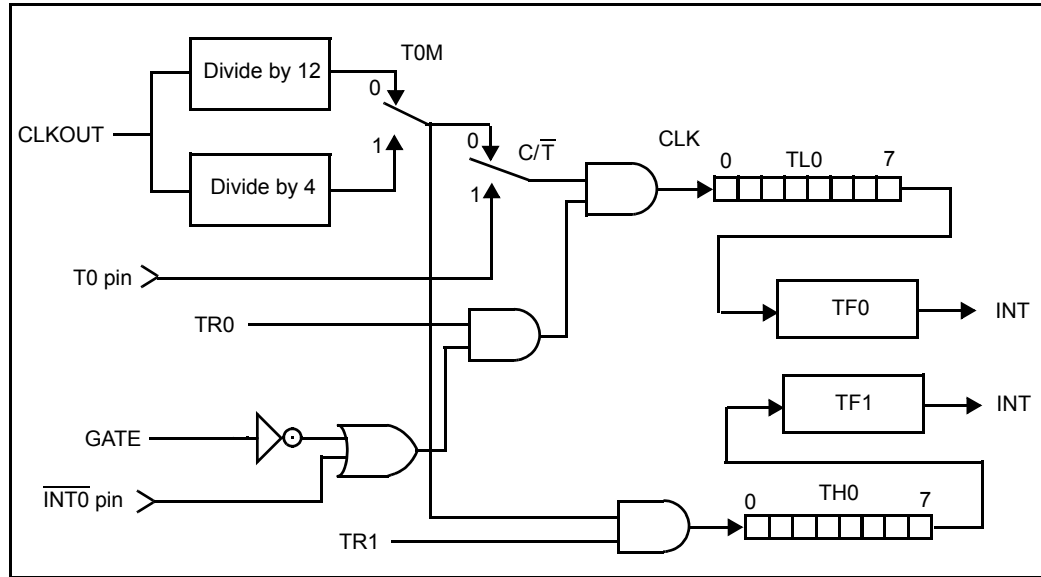 T0M
Divide by 12
0
CLKOUT
1
0
C/T̅
CLK
0 TL0 7
Divide by 4
1
T0 pin
TR0
TF0 INT
TF1 INT
GATE
I̅N̅T̅0̅ pin
0 TH0 7
TR1